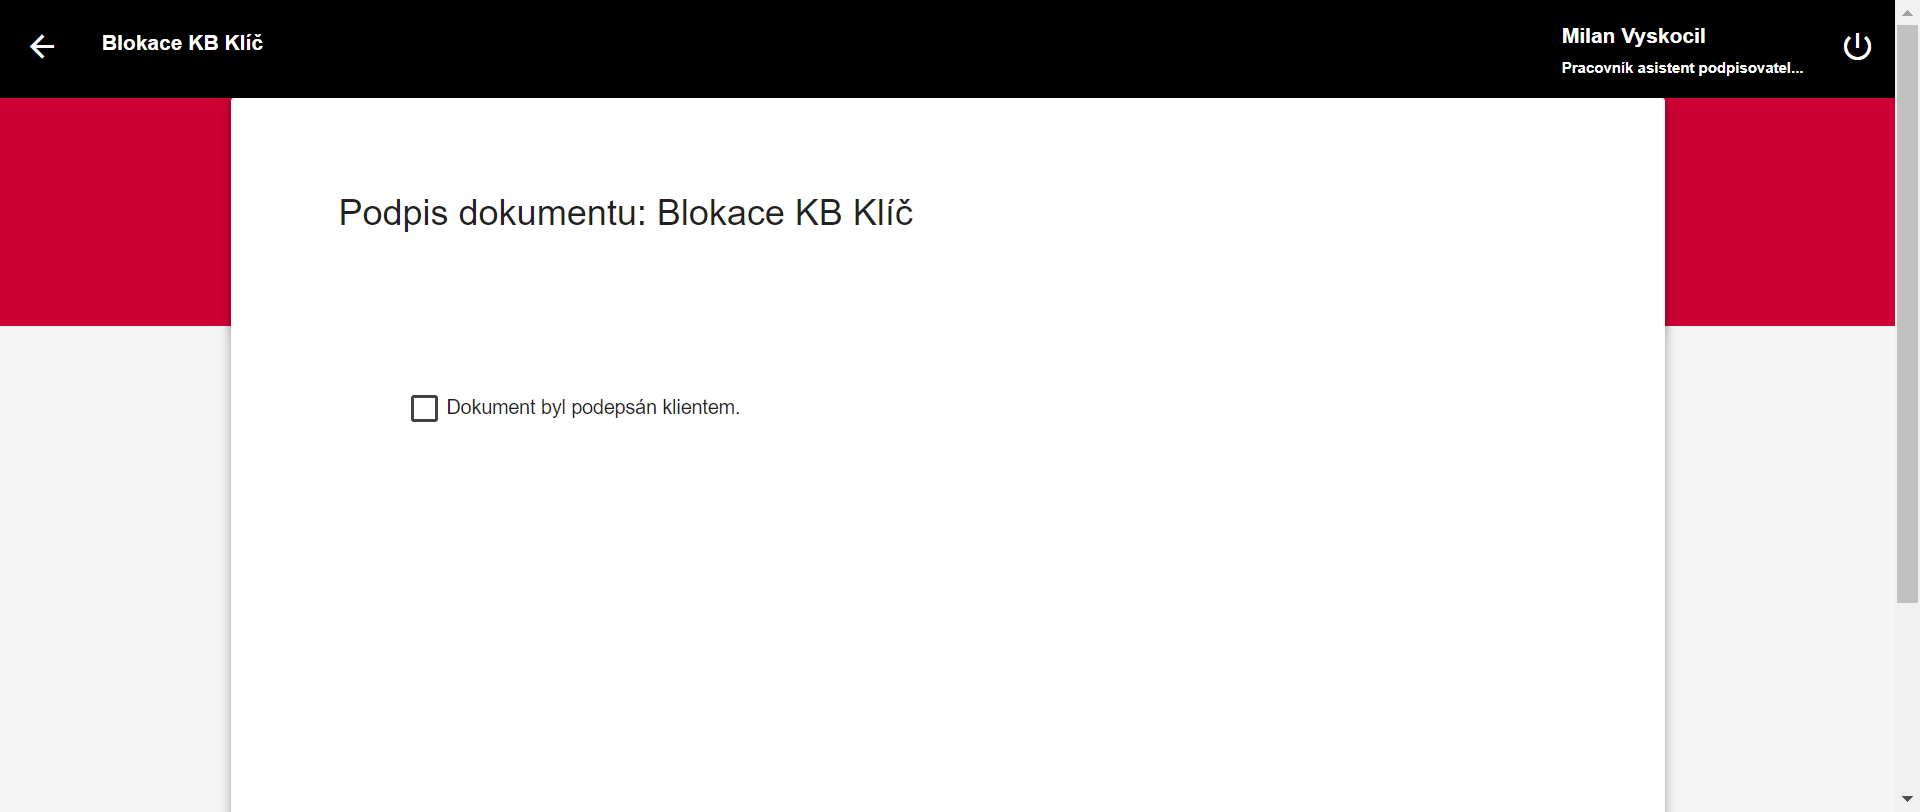 Blokace KB Klíč
Milan Vyskocil
Pracovník asistent podpisovatel...
Podpis dokumentu: Blokace KB Klíč
Dokument byl podepsán klientem.